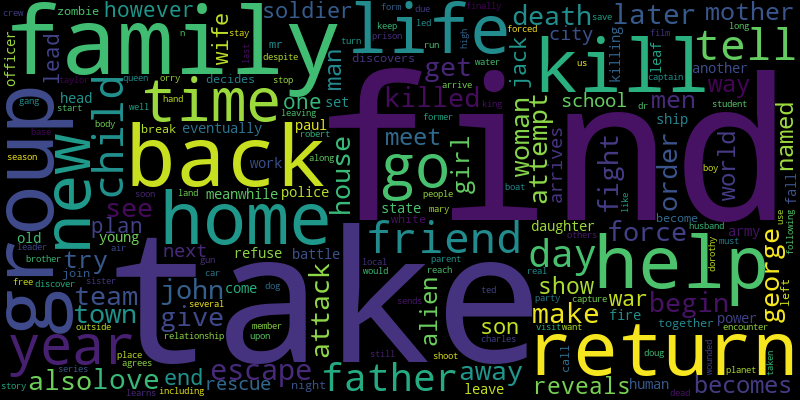 crew
zombie
however
soldier
form
due
led
finally
death
save
later
mother
family
life
kill
tell
officer
lead
wife
mr
keep
stay
prison
turn
run
high
long
film
city
us
killing
captain
leaf
another
dr
way
n
last
despite
discovers
man
jack
queen
orry
decides
stop
get
gang
head
start
body
well
hand
leaving
one
set
killed
school
men
student
named
child
time
group
new
base
season
break
eventually
paul
robert
along
former
king
arrive
water
find
woman
attempt
arrives
ship
order
world
fall
boy
back
work
house
meet
girl
go
fight
like
see
soon
meanwhile
police
plan
land
state
people
mary
boat
become
army
old
young
home
white
friend
daughter
husband
others
force
dorothy
must
use
following
leader
brother
try
air
next
refuse
battle
day
help
george
left
join
gun
local
parent
real
free
discover
sister
car
would
reach
alien
show
war
begin
team
john
come
dog
ted
son
party
capture
together
power
town
several
give
attack
take
sends
make
fire
encounter
outside
member
upon
relationship
charles
visit
want
return
call
doug
wounded
taken
year
place
agrees
still
shoot
planet
also
love
end
escape
father
away
reveals
human
becomes
story
series
learns
including
rescue
night
leave
dead